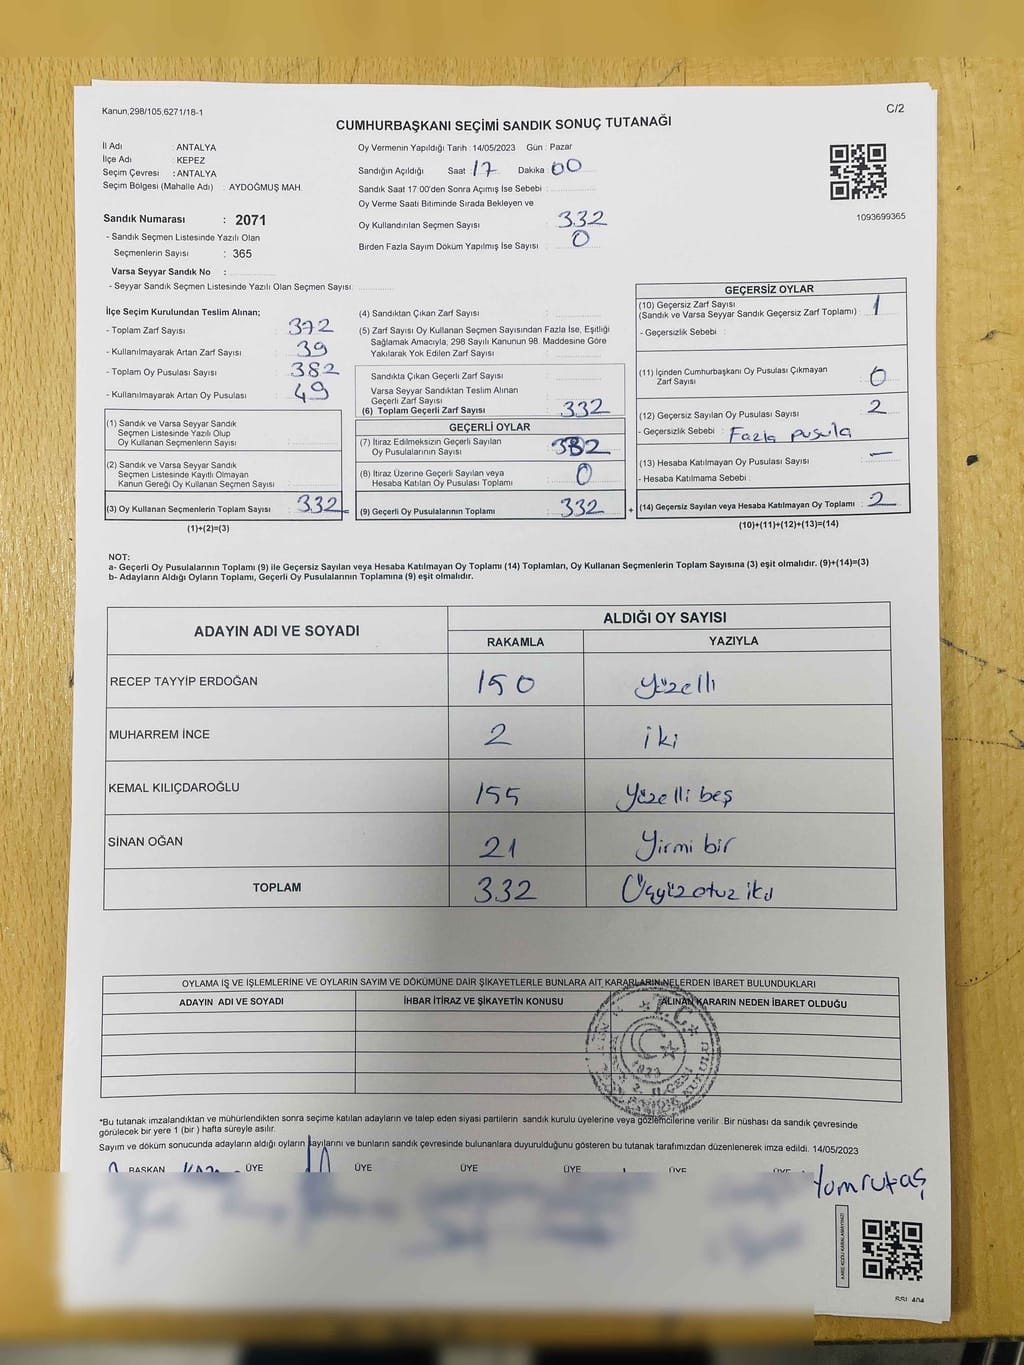 Kanun,298/105,6271/18-1
C/2
CUMHURBAŞKANI SEÇİMİ SANDIK SONUÇ TUTANAĞI
İl Adı : ANTALYA
İlçe Adı : KEPEZ
Seçim Çevresi : ANTALYA
Seçim Bölgesi (Mahalle Adı) : AYDOĞMUŞ MAH.
Sandık Numarası : 2071
- Sandık Seçmen Listesinde Yazılı Olan
Seçmenlerin Sayısı : 365
Varsa Seyyar Sandık No :
- Seyyar Sandık Seçmen Listesinde Yazılı Olan Seçmen Sayısı:
Oy Vermenin Yapıldığı Tarih : 14/05/2023 Gün : Pazar
Sandığın Açıldığı Saat : 17 Dakika : 00
Sandık Saat 17:00'den Sonra Açımış İse Sebebi :
Oy Verme Saati Bitiminde Sırada Bekleyen ve
Oy Kullandırılan Seçmen Sayısı : 332
Birden Fazla Sayım Döküm Yapılmış İse Sayısı : 0
1093699365
İlçe Seçim Kurulundan Teslim Alınan;
- Toplam Zarf Sayısı : 372
- Kullanılmayarak Artan Zarf Sayısı : 39
- Toplam Oy Pusulası Sayısı : 382
- Kullanılmayarak Artan Oy Pusulası : 49
(1) Sandık ve Varsa Seyyar Sandık
Seçmen Listesinde Yazılı Olup
Oy Kullanan Seçmenlerin Sayısı :
(2) Sandık ve Varsa Seyyar Sandık
Seçmen Listesinde Kayıtlı Olmayan
Kanun Gereği Oy Kullanan Seçmen Sayısı :
(3) Oy Kullanan Seçmenlerin Toplam Sayısı : 332
(1)+(2)=(3)
=
(4) Sandıktan Çıkan Zarf Sayısı :
(5) Zarf Sayısı Oy Kullanan Seçmen Sayısından Fazla İse, Eşitliği
Sağlamak Amacıyla; 298 Sayılı Kanunun 98. Maddesine Göre
Yakılarak Yok Edilen Zarf Sayısı :
Sandıkta Çıkan Geçerli Zarf Sayısı :
Varsa Seyyar Sandıktan Teslim Alınan
Geçerli Zarf Sayısı :
(6) Toplam Geçerli Zarf Sayısı : 332
GEÇERLİ OYLAR
(7) İtiraz Edilmeksizin Geçerli Sayılan
Oy Pusulalarının Sayısı : 332
(8) İtiraz Üzerine Geçerli Sayılan veya
Hesaba Katılan Oy Pusulası Toplamı : 0
(9) Geçerli Oy Pusulalarının Toplamı : 332
+
GEÇERSİZ OYLAR
(10) Geçersiz Zarf Sayısı
(Sandık ve Varsa Seyyar Sandık Geçersiz Zarf Toplamı) : 1
- Geçersizlik Sebebi :
(11) İçinden Cumhurbaşkanı Oy Pusulası Çıkmayan
Zarf Sayısı : 0
(12) Geçersiz Sayılan Oy Pusulası Sayısı : 2
- Geçersizlik Sebebi : Fazla pusula
(13) Hesaba Katılmayan Oy Pusulası Sayısı : —
- Hesaba Katılmama Sebebi :
(14) Geçersiz Sayılan veya Hesaba Katılmayan Oy Toplamı : 2
(10)+(11)+(12)+(13)=(14)
NOT:
a- Geçerli Oy Pusulalarının Toplamı (9) ile Geçersiz Sayılan veya Hesaba Katılmayan Oy Toplamı (14) Toplamları, Oy Kullanan Seçmenlerin Toplam Sayısına (3) eşit olmalıdır. (9)+(14)=(3)
b- Adayların Aldığı Oyların Toplamı, Geçerli Oy Pusulalarının Toplamına (9) eşit olmalıdır.
ADAYIN ADI VE SOYADI
ALDIĞI OY SAYISI
RAKAMLA YAZIYLA
RECEP TAYYİP ERDOĞAN 150 yüzelli
MUHARREM İNCE 2 iki
KEMAL KILIÇDAROĞLU 155 yüzelli beş
SİNAN OĞAN 21 Yirmi bir
TOPLAM 332 Üçyüzotuz iki
OYLAMA İŞ VE İŞLEMLERİNE VE OYLARIN SAYIM VE DÖKÜMÜNE DAİR ŞİKAYETLERLE BUNLARA AİT KARARLARIN NELERDEN İBARET BULUNDUKLARI
ADAYIN ADI VE SOYADI İHBAR İTİRAZ VE ŞİKAYETİN KONUSU ALINAN KARARIN NEDEN İBARET OLDUĞU
T.C.
1923
*Bu tutanak imzalandıktan ve mühürlendikten sonra seçime katılan adayların ve talep eden siyasi partilerin sandık kurulu üyelerine veya gözlemcilerine verilir. Bir nüshası da sandık çevresinde
görülecek bir yere 1 (bir) hafta süreyle asılır.
Sayım ve döküm sonucunda adayların aldığı oyların sayılarını ve bunların sandık çevresinde bulunanlara duyurulduğunu gösteren bu tutanak tarafımızdan düzenlenerek imza edildi. 14/05/2023
BAŞKAN ÜYE ÜYE ÜYE ÜYE ÜYE ÜYE
Yomrutaş